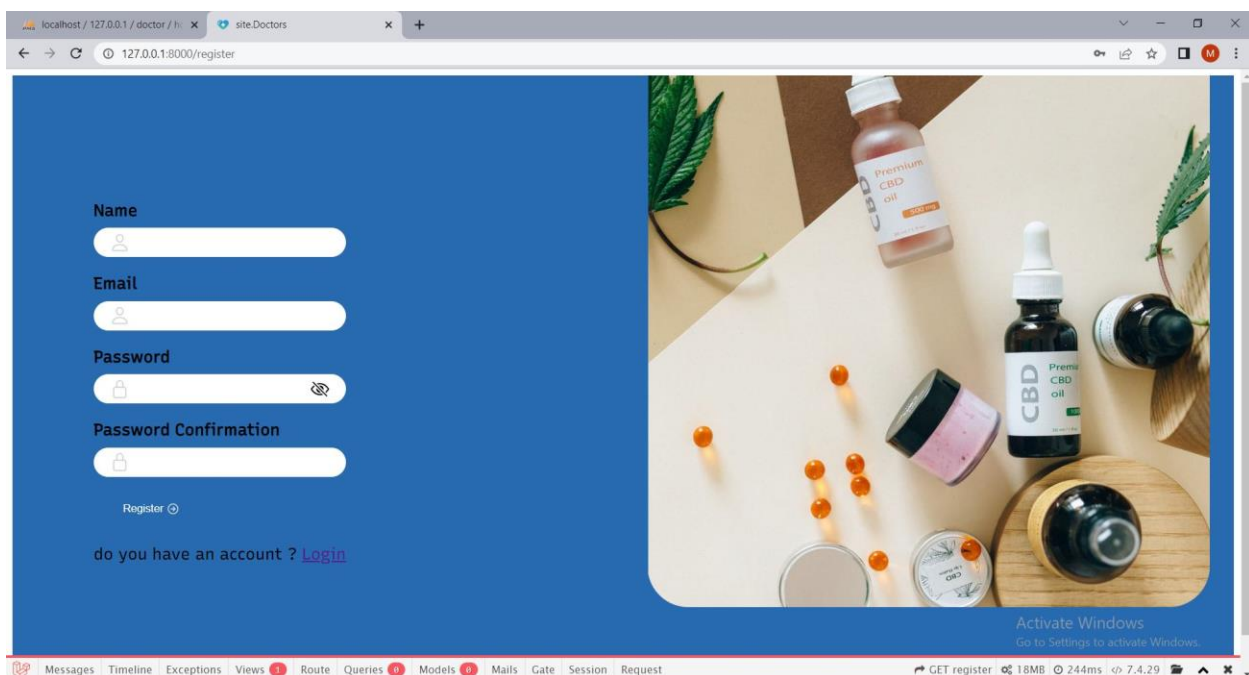 localhost / 127.0.0.1 / doctor / h
site.Doctors
127.0.0.1:8000/register
M
Name
Email
Password
Password Confirmation
Register
do you have an account ? Login
Premium
CBD
oil
500 mg
CBD
CBD
CBD
oil
CBD
Activate Windows
Go to Settings to activate Windows.
Messages Timeline Exceptions Views 1 Route Queries 0 Models 0 Mails Gate Session Request
GET register 18MB 244ms 7.4.29